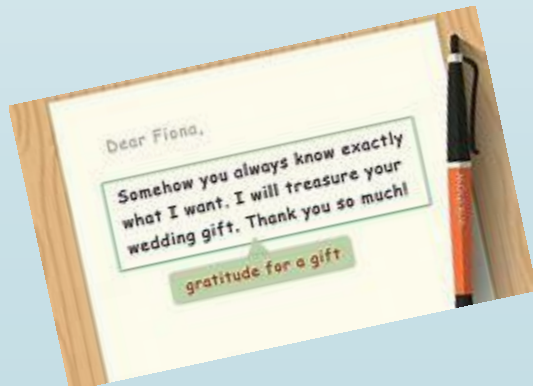 Dear Fiona,
Somehow you always know exactly
what I want. I will treasure your
wedding gift. Thank you so much!
gratitude for a gift